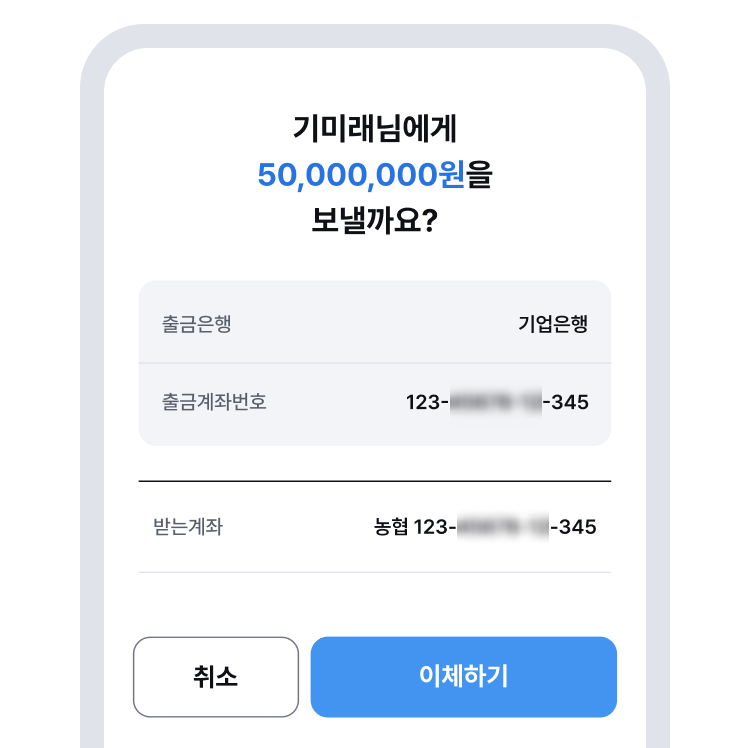 기미래님에게
50,000,000원을
보낼까요?
출금은행 기업은행
출금계좌번호 123- -345
받는계좌 농협 123- -345
취소 이체하기